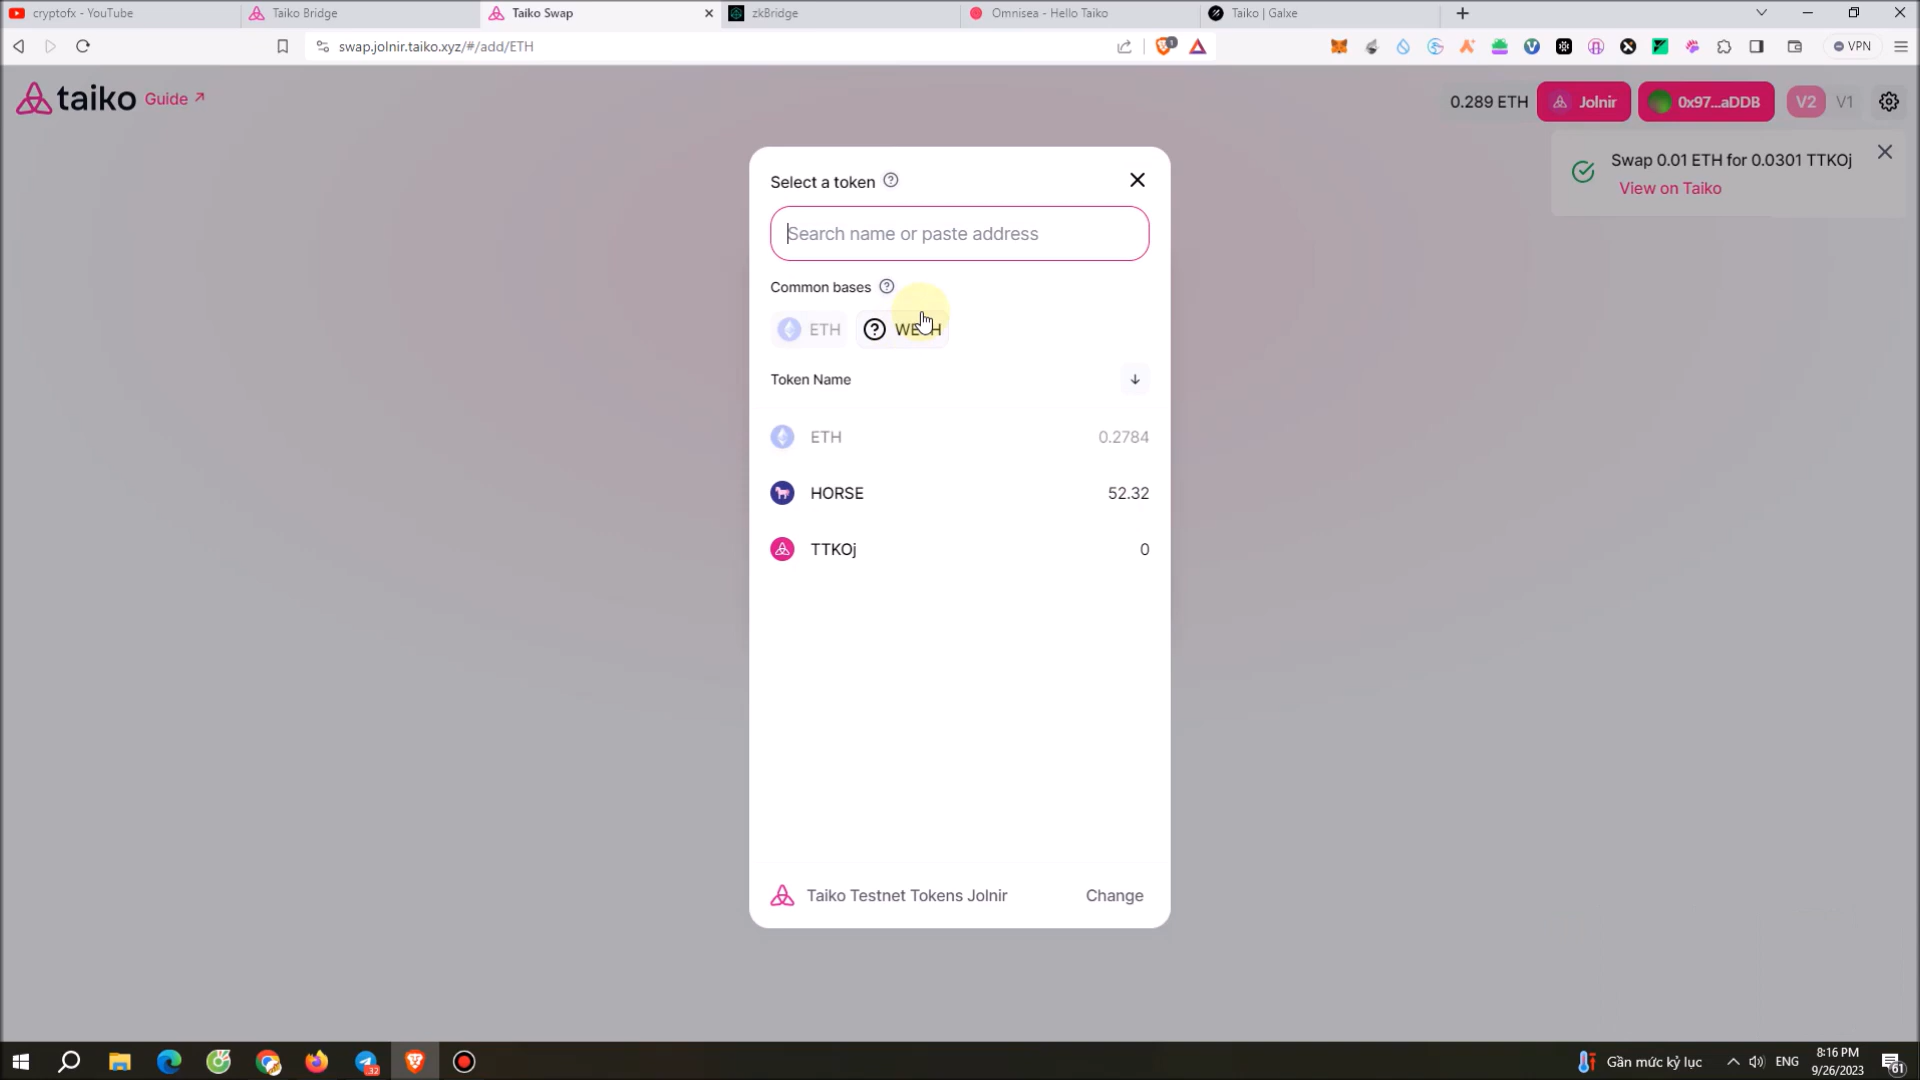 cryptofx - YouTube
Taiko Bridge
Taiko Swap
zkBridge
Omnisea - Hello Taiko
Taiko | Galxe
swap.jolnir.taiko.xyz/#/add/ETH
1
VPN
taiko
Guide ↗
0.289 ETH
Jolnir
0x97...aDDB
V2
V1
Swap 0.01 ETH for 0.0301 TTKOj
View on Taiko
Select a token
Search name or paste address
Common bases
ETH
Token Name
ETH
0.2784
HORSE
52.32
TTKOj
0
Taiko Testnet Tokens Jolnir
Change
32
Gần mức kỷ lục
ENG
8:16 PM
9/26/2023
61